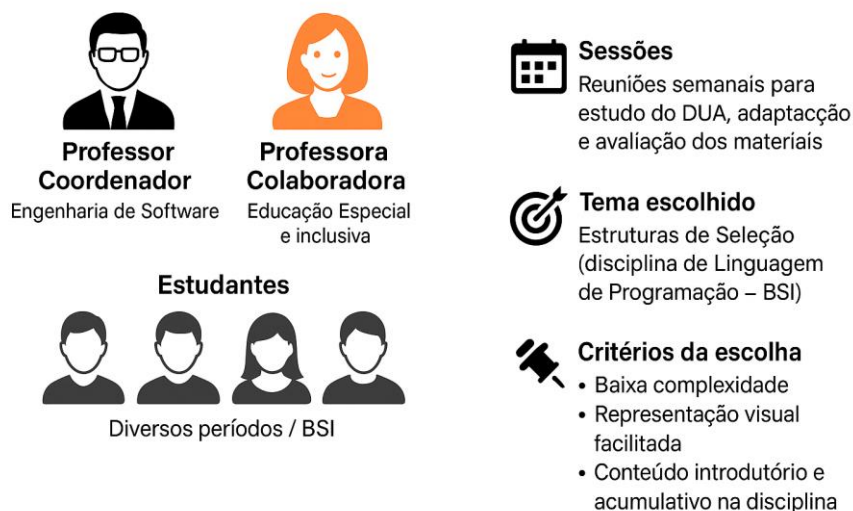 Professor
Coordenador
Engenharia de Software
Professora
Colaboradora
Educação Especial
e inclusiva
Estudantes
Diversos períodos / BSI
Sessões
Reuniões semanais para
estudo do DUA, adaptacção
e avalíação dos materíaís
Tema escolhido
Estruturas de Seleção
(disciplina de Linguagem
de Programação – BSI)
Critérios da escolha
• Baixa complexidade
• Representação visual
facilitada
• Conteúdo introdutório e
acumulativo na disciplina